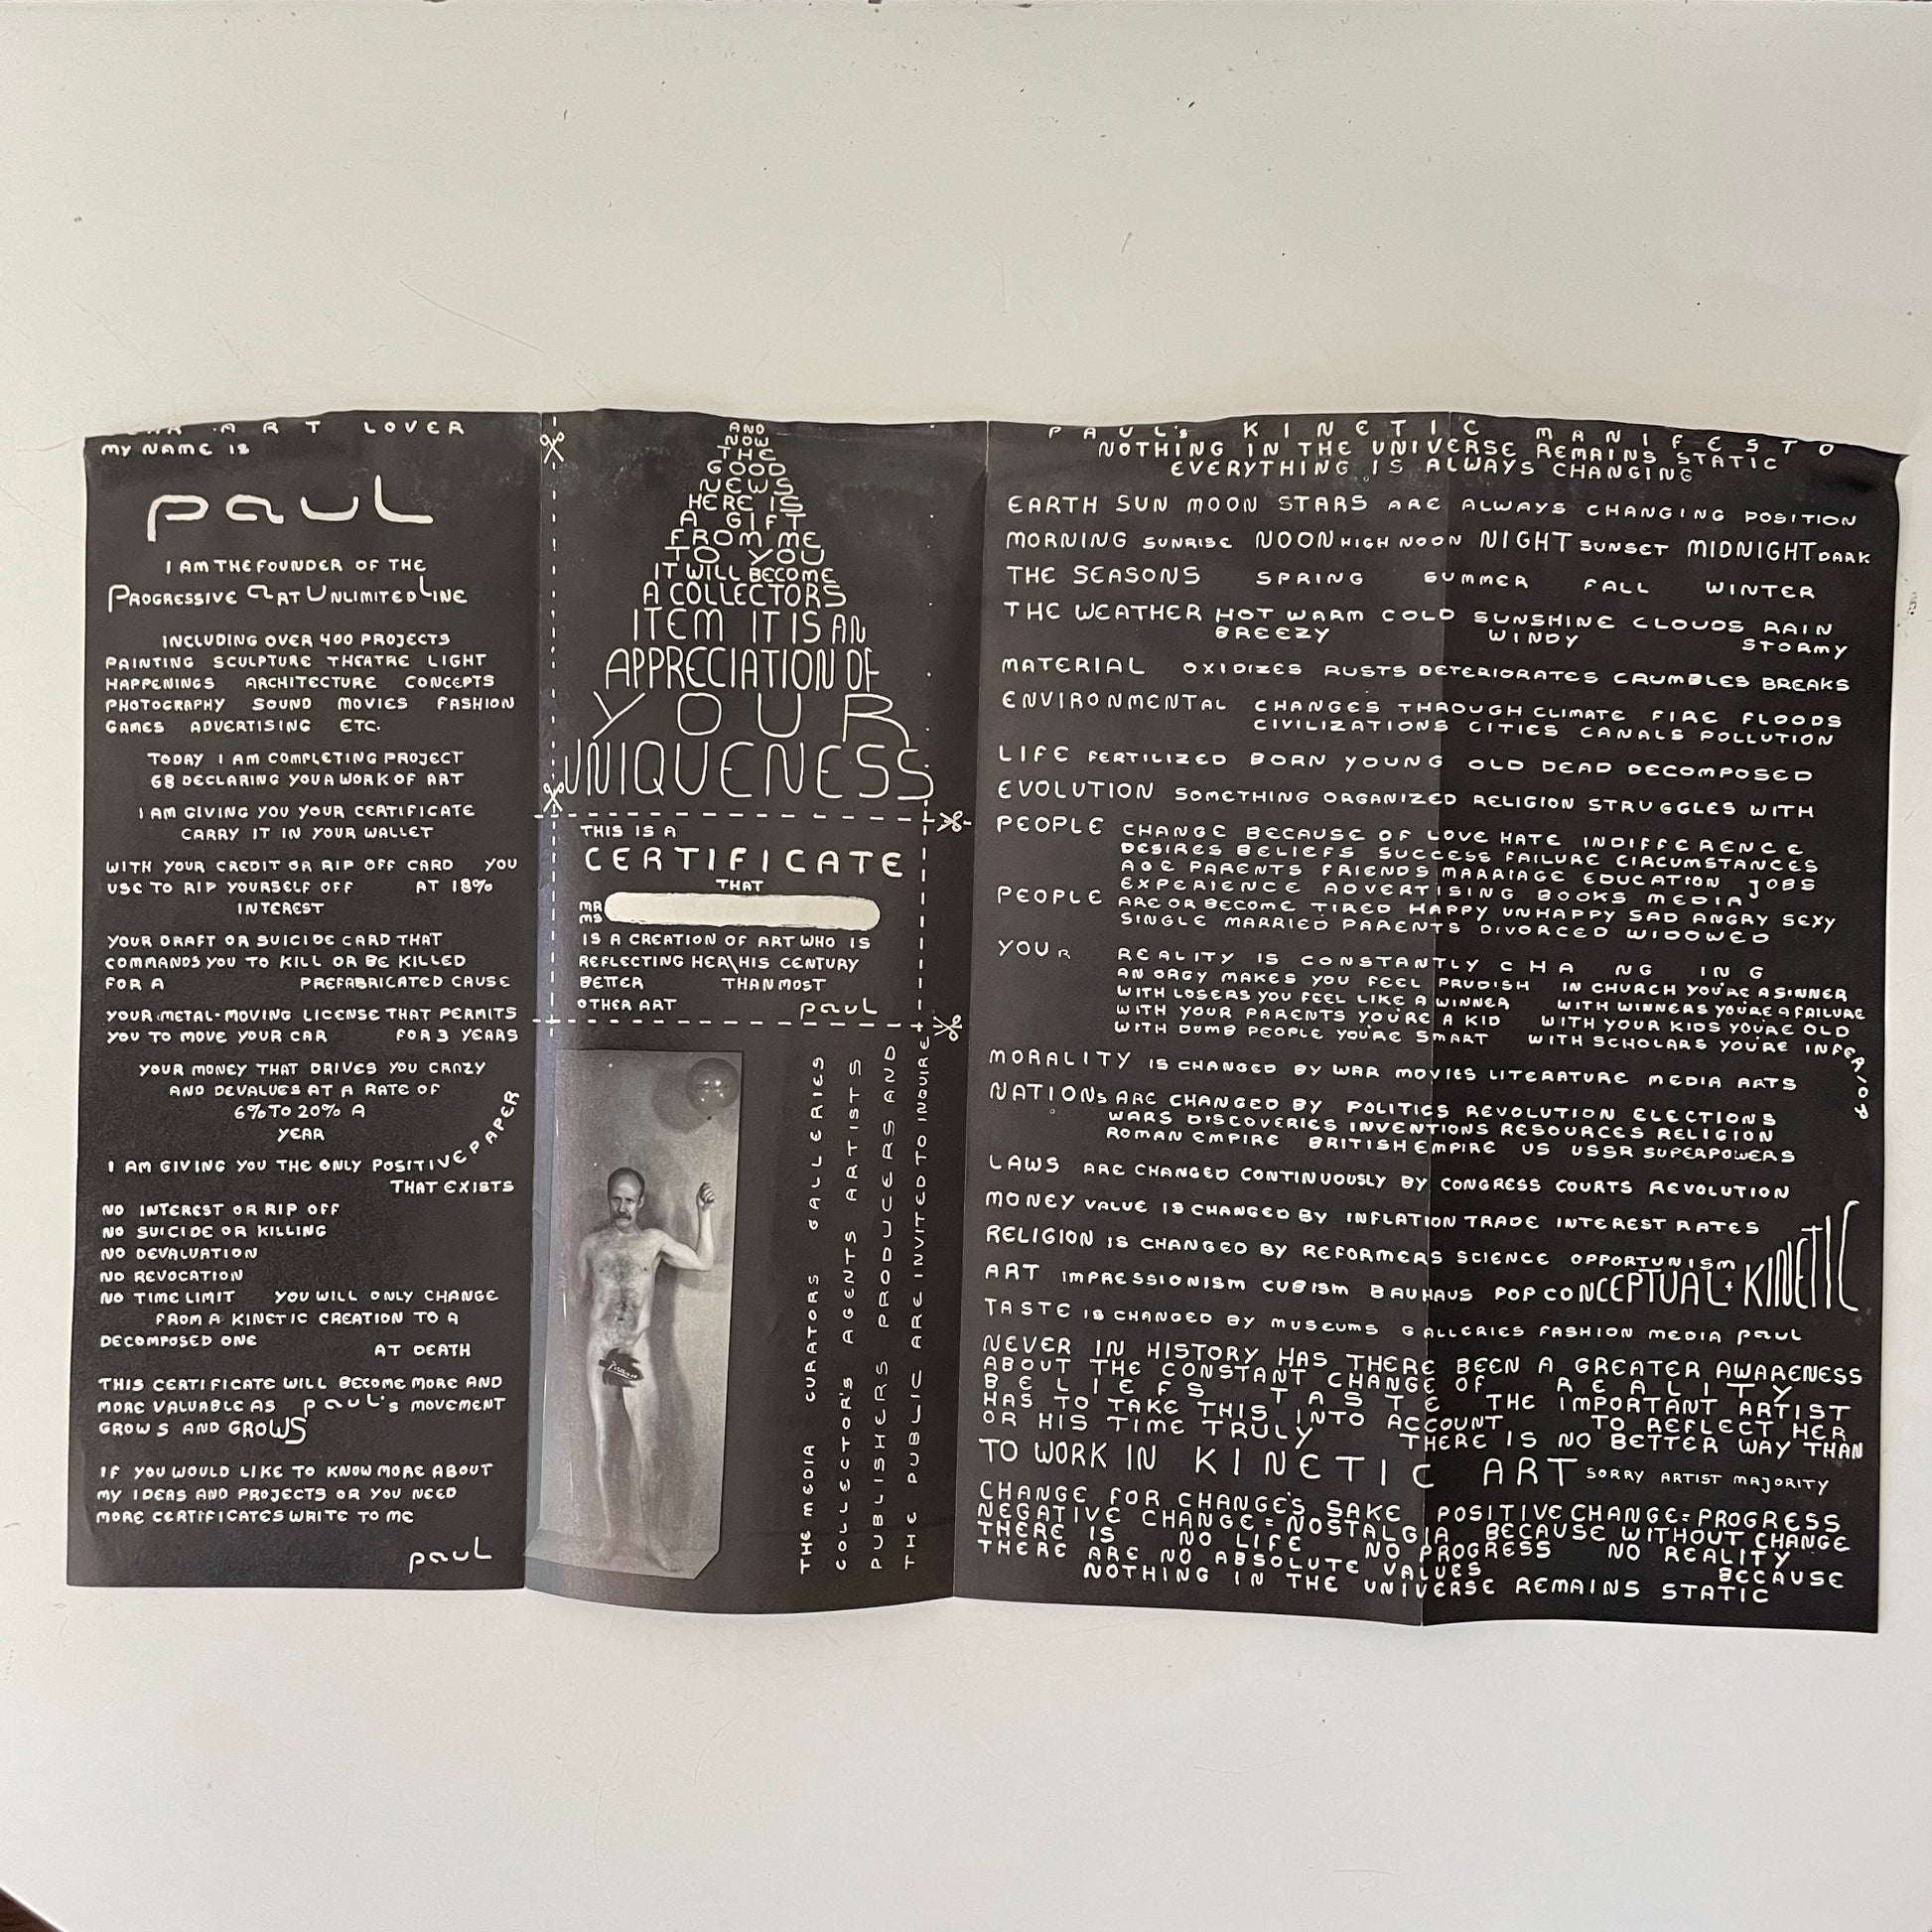 ART LOVER
MY NAME IS
PAUL
I AM THE FOUNDER OF THE
PROGRESSIVE ART UNLIMITED LINE
INCLUDING OVER 400 PROJECTS
PAINTING SCULPTURE THEATRE LIGHT
HAPPENINGS ARCHITECTURE CONCEPTS
PHOTOGRAPHY SOUND MOVIES FASHION
GAMES ADVERTISING ETC.
TODAY I AM COMPLETING PROJECT
68 DECLARING YOU A WORK OF ART
I AM GIVING YOU YOUR CERTIFICATE
CARRY IT IN YOUR WALLET
WITH YOUR CREDIT OR RIP OFF CARD YOU
USE TO RIP YOURSELF OFF AT 18%
INTEREST
YOUR DRAFT OR SUICIDE CARD THAT
COMMANDS YOU TO KILL OR BE KILLED
FOR A PREFABRICATED CAUSE
YOUR METAL-MOVING LICENSE THAT PERMITS
YOU TO MOVE YOUR CAR FOR 3 YEARS
YOUR MONEY THAT DRIVES YOU CRAZY
AND DEVALUES AT A RATE OF
6% TO 20% A
YEAR
I AM GIVING YOU THE ONLY POSITIVE PAPER
THAT EXISTS
NO INTEREST OR RIP OFF
NO SUICIDE OR KILLING
NO DEVALUATION
NO REVOCATION
NO TIME LIMIT YOU WILL ONLY CHANGE
FROM A KINETIC CREATION TO A
DECOMPOSED ONE
AT DEATH
THIS CERTIFICATE WILL BECOME MORE AND
MORE VALUABLE AS PAUL'S MOVEMENT
GROWS AND GROWS
IF YOU WOULD LIKE TO KNOW MORE ABOUT
MY IDEAS AND PROJECTS OR YOU NEED
MORE CERTIFICATES WRITE TO ME
PAUL
AND
NOW
THE
GOOD
NEWS
HERE IS
A GIFT
FROM ME
TO YOU
IT WILL BECOME
A COLLECTORS
ITEM IT IS AN
APPRECIATION OF
YOUR
UNIQUENESS
THIS IS A
CERTIFICATE
THAT
MR
MS
IS A CREATION OF ART WHO IS
REFLECTING HER\HIS CENTURY
BETTER THAN MOST
OTHER ART PAUL
THE MEDIA CURATORS GALLERIES
COLLECTOR'S AGENTS ARTISTS
PUBLISHERS PRODUCERS AND
THE PUBLIC ARE INVITED TO INQUIRE
PAUL'S KINETIC MANIFESTO
NOTHING IN THE UNIVERSE REMAINS STATIC
EVERYTHING IS ALWAYS CHANGING
EARTH SUN MOON STARS ARE ALWAYS CHANGING POSITION
MORNING SUNRISE NOON HIGH NOON NIGHT SUNSET MIDNIGHT DARK
THE SEASONS SPRING SUMMER FALL WINTER
THE WEATHER HOT WARM COLD SUNSHINE CLOUDS RAIN
BREEZY WINDY STORMY
MATERIAL OXIDIZES RUSTS DETERIORATES CRUMBLES BREAKS
ENVIRONMENTAL CHANGES THROUGH CLIMATE FIRE FLOODS
CIVILIZATIONS CITIES CANALS POLLUTION
LIFE FERTILIZED BORN YOUNG OLD DEAD DECOMPOSED
EVOLUTION SOMETHING ORGANIZED RELIGION STRUGGLES WITH
PEOPLE CHANGE BECAUSE OF LOVE HATE INDIFFERENCE
DESIRES BELIEFS SUCCESS FAILURE CIRCUMSTANCES
AGE PARENTS FRIENDS MARRIAGE EDUCATION JOBS
EXPERIENCE ADVERTISING BOOKS MEDIA
PEOPLE ARE OR BECOME TIRED HAPPY UNHAPPY SAD ANGRY SEXY
SINGLE MARRIED PARENTS DIVORCED WIDOWED
YOUR REALITY IS CONSTANTLY CHA NG IN G
AN ORGY MAKES YOU FEEL PRUDISH IN CHURCH YOU'RE A SINNER
WITH LOSERS YOU FEEL LIKE A WINNER WITH WINNERS YOU'RE A FAILURE
WITH YOUR PARENTS YOU'RE A KID WITH YOUR KIDS YOU'RE OLD
WITH DUMB PEOPLE YOU'RE SMART WITH SCHOLARS YOU'RE INFERIOR
MORALITY IS CHANGED BY WAR MOVIES LITERATURE MEDIA ARTS
NATIONS ARE CHANGED BY POLITICS REVOLUTION ELECTIONS
WARS DISCOVERIES INVENTIONS RESOURCES RELIGION
ROMAN EMPIRE BRITISH EMPIRE US USSR SUPERPOWERS
LAWS ARE CHANGED CONTINUOUSLY BY CONGRESS COURTS REVOLUTION
MONEY VALUE IS CHANGED BY INFLATION TRADE INTEREST RATES
RELIGION IS CHANGED BY REFORMERS SCIENCE OPPORTUNISM
ART IMPRESSIONISM CUBISM BAUHAUS POP CONCEPTUAL + KINETIC
TASTE IS CHANGED BY MUSEUMS GALLERIES FASHION MEDIA PAUL
NEVER IN HISTORY HAS THERE BEEN A GREATER AWARENESS
ABOUT THE CONSTANT CHANGE OF REALITY
BELIEFS TASTE THE IMPORTANT ARTIST
HAS TO TAKE THIS INTO ACCOUNT TO REFLECT HER
OR HIS TIME TRULY THERE IS NO BETTER WAY THAN
TO WORK IN KINETIC ART SORRY ARTIST MAJORITY
CHANGE FOR CHANGE'S SAKE POSITIVE CHANGE = PROGRESS
NEGATIVE CHANGE = NOSTALGIA BECAUSE WITHOUT CHANGE
THERE IS NO LIFE NO PROGRESS NO REALITY
THERE ARE NO ABSOLUTE VALUES BECAUSE
NOTHING IN THE UNIVERSE REMAINS STATIC